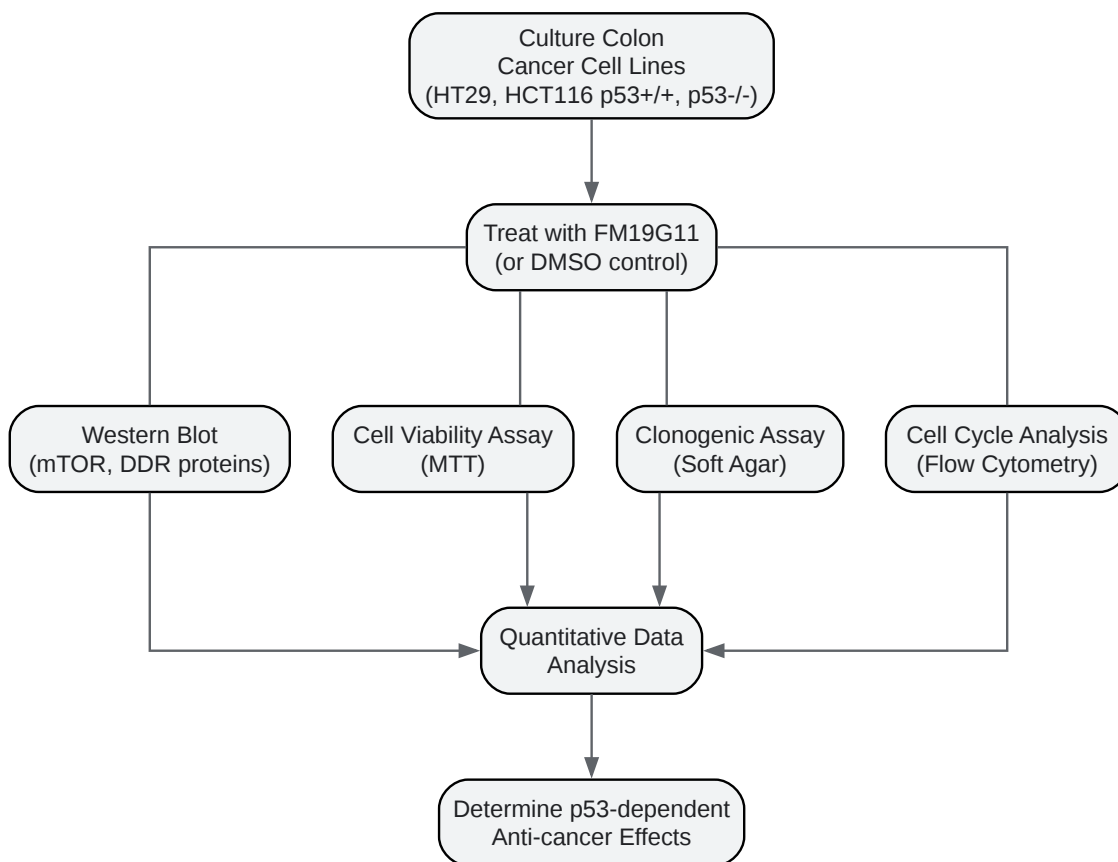 Culture Colon
Cancer Cell Lines
(HT29, HCT116 p53+/+, p53-/-)
Treat with FM19G11
(or DMSO control)
Western Blot
(mTOR, DDR proteins)
Cell Viability Assay
(MTT)
Clonogenic Assay
(Soft Agar)
Cell Cycle Analysis
(Flow Cytometry)
Quantitative Data
Analysis
Determine p53-dependent
Anti-cancer Effects